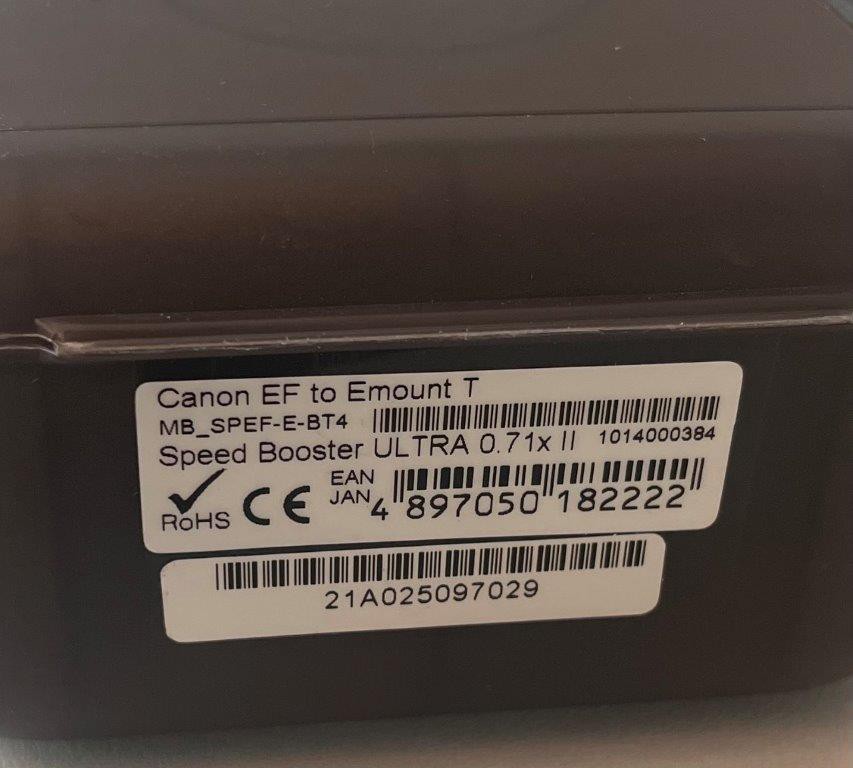 Canon EF to Emount T
MB_SPEF-E-BT4
Speed Booster ULTRA 0.71x II 1014000384
RoHS CE EAN
JAN 4 897050 182222
21A025097029